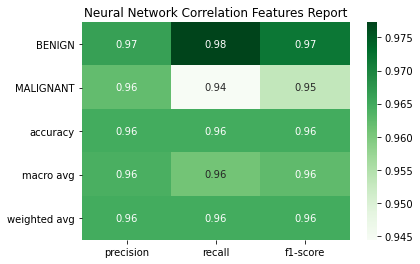 Neural Network Correlation Features Report
BENIGN 0.97 0.98 0.97
MALIGNANT 0.96 0.94 0.95
accuracy 0.96 0.96 0.96
macro avg 0.96 0.96 0.96
weighted avg 0.96 0.96 0.96
precision recall f1-score
0.975
0.970
0.965
0.960
0.955
0.950
0.945